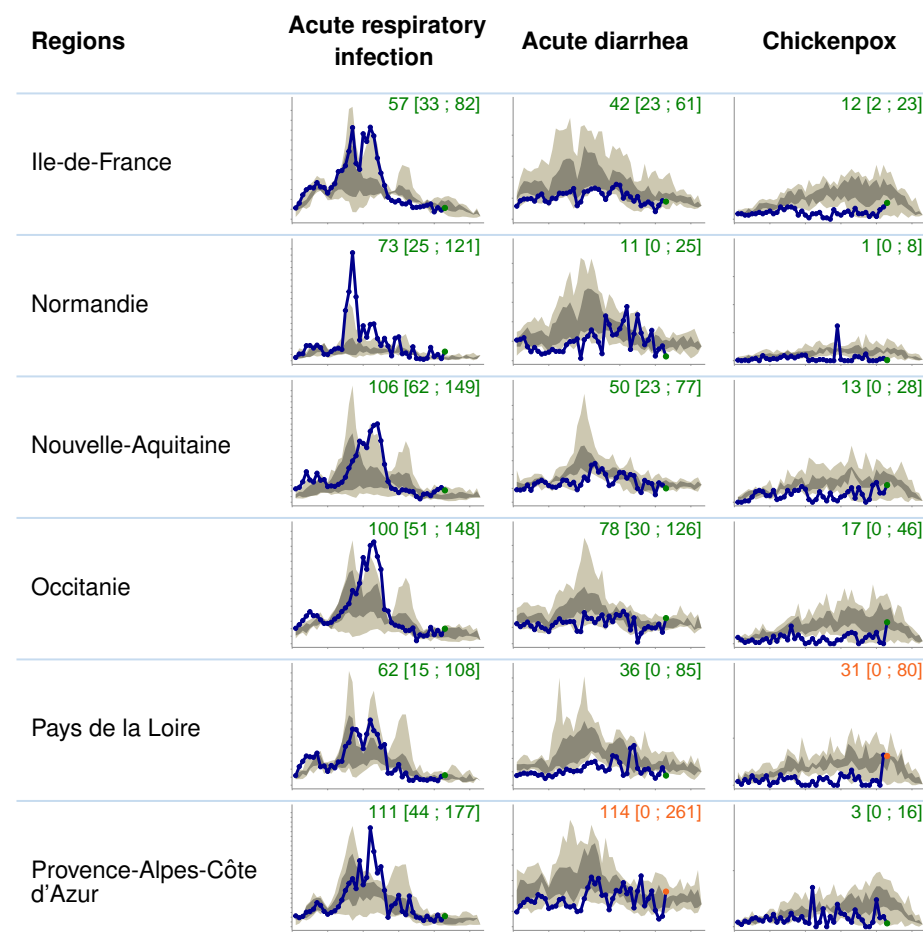 Regions
Acute respiratory
infection
Acute diarrhea
Chickenpox
Ile-de-France
57 [33 ; 82]
42 [23 ; 61]
12 [2 ; 23]
Normandie
73 [25 ; 121]
11 [0 ; 25]
1 [0 ; 8]
Nouvelle-Aquitaine
106 [62 ; 149]
50 [23 ; 77]
13 [0 ; 28]
Occitanie
100 [51 ; 148]
78 [30 ; 126]
17 [0 ; 46]
Pays de la Loire
62 [15 ; 108]
36 [0 ; 85]
31 [0 ; 80]
Provence-Alpes-Côte
d'Azur
111 [44 ; 177]
114 [0 ; 261]
3 [0 ; 16]